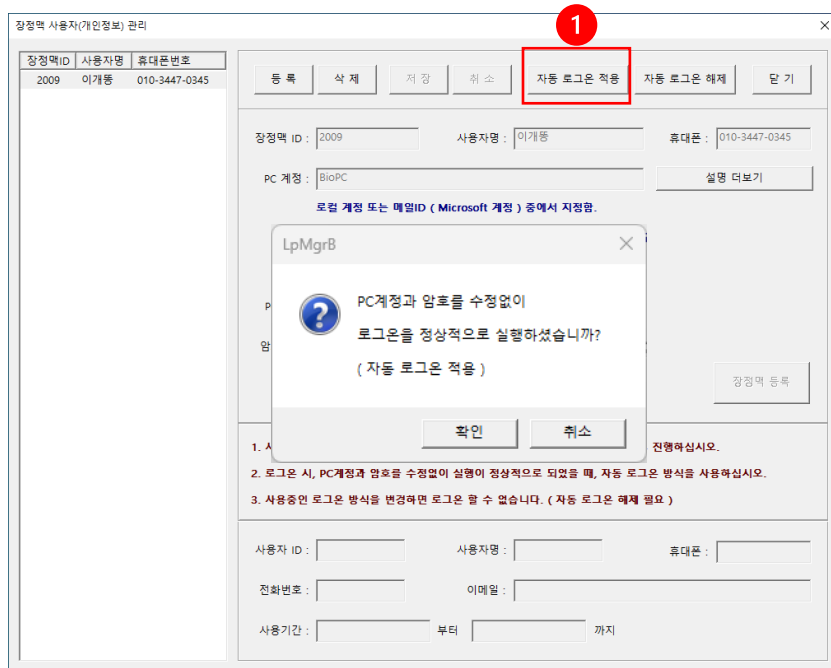 장정맥 사용자(개인정보) 관리
1
장정맥ID 사용자명 휴대폰번호
2009 이개똥 010-3447-0345
등 록 삭 제 저 장 취 소 자동 로그온 적용 자동 로그온 해제 닫 기
장정맥 ID : 2009 사용자명 : 이개똥 휴대폰 : 010-3447-0345
PC 계정 : BioPC 설명 더보기
로컬 계정 또는 메일ID ( Microsoft 계정 ) 중에서 지정함.
LpMgrB
PC계정과 암호를 수정없이
로그온을 정상적으로 실행하셨습니까?
( 자동 로그온 적용 )
확인 취소
P
암
장정맥 등록
1. 진행하십시오.
2. 로그온 시, PC계정과 암호를 수정없이 실행이 정상적으로 되었을 때, 자동 로그온 방식을 사용하십시오.
3. 사용중인 로그온 방식을 변경하면 로그온 할 수 없습니다. ( 자동 로그온 해제 필요 )
사용자 ID : 사용자명 : 휴대폰 :
전화번호 : 이메일 :
사용기간 : 부터 까지